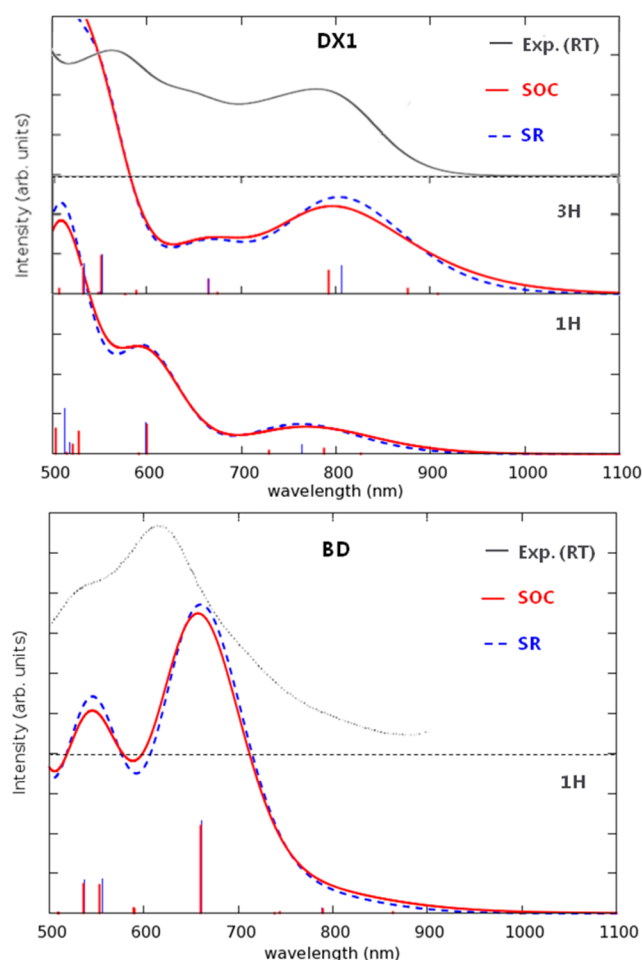 DX1
Exp. (RT)
SOC
SR
3H
1H
Intensity (arb. units)
500 600 700 800 900 1000 1100
wavelength (nm)
BD
Exp. (RT)
SOC
SR
1H
Intensity (arb. units)
500 600 700 800 900 1000 1100
wavelength (nm)